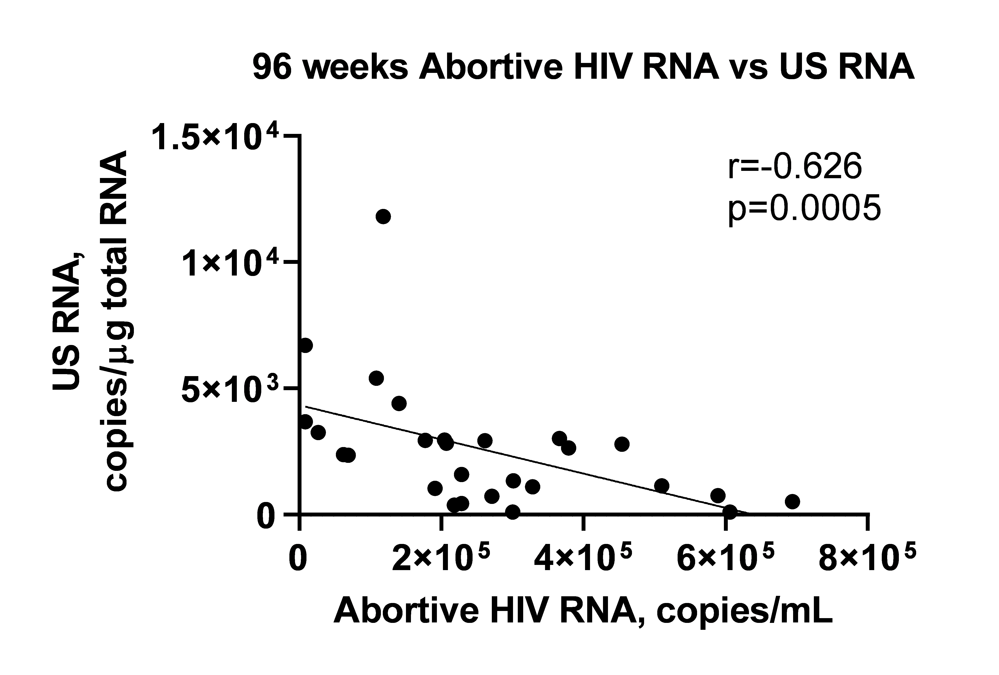 96 weeks Abortive HIV RNA vs US RNA
US RNA,
copies/μg total RNA
1.5×10⁴
1×10⁴
5×10³
0
r=-0.626
p=0.0005
0
2×10⁵
4×10⁵
6×10⁵
8×10⁵
Abortive HIV RNA, copies/mL